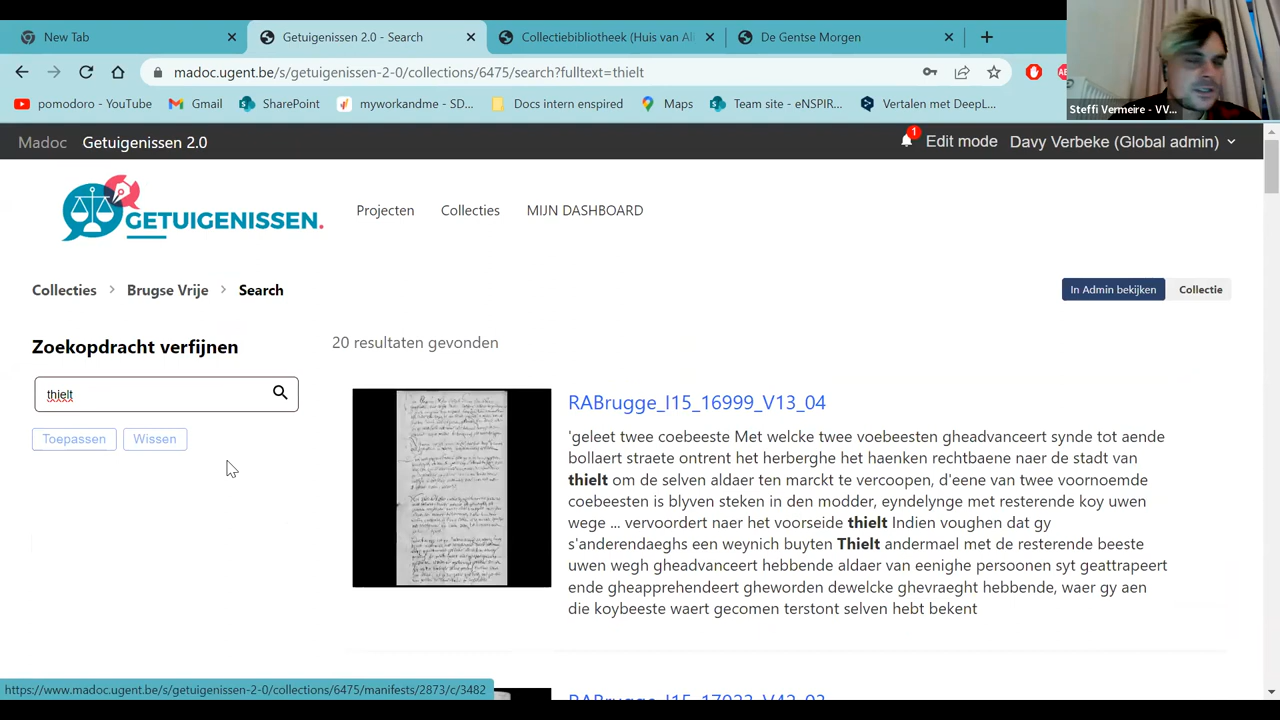 New Tab
Getuigenissen 2.0 - Search
Collectiebibliotheek (Huis van Al
De Gentse Morgen
madoc.ugent.be/s/getuigenissen-2-0/collections/6475/search?fulltext=thielt
Steffi Vermeire - VV...
pomodoro - YouTube
Gmail
SharePoint
myworkandme - SD...
Docs intern enspired
Maps
Team site - eNSPIR...
Vertalen met DeepL...
Madoc
Getuigenissen 2.0
1
Edit mode
Davy Verbeke (Global admin)
GETUIGENISSEN.
Projecten
Collecties
MIJN DASHBOARD
Collecties > Brugse Vrije > Search
In Admin bekijken
Collectie
Zoekopdracht verfijnen
thielt
Toepassen
Wissen
20 resultaten gevonden
RABrugge_I15_16999_V13_04
'geleet twee coebeeste Met welcke twee voebeesten gheadvanceert synde tot aende
bollaert straete ontrent het herberghe het haenken rechtbaene naer de stadt van
thielt om de selven aldaer ten marckt te vercoopen, d'eene van twee voornoemde
coebeesten is blyven steken in den modder, eyndelynge met resterende koy uwen
wege ... vervoordert naer het voorseide thielt Indien voughen dat gy
s'anderendaeghs een weynich buyten Thielt andermael met de resterende beeste
uwen wegh gheadvanceert hebbende aldaer van eenighe persoonen syt geattrapeert
ende gheapprehendeert gheworden dewelcke ghevraeght hebbende, waer gy aen
die koybeeste waert gecomen terstont selven hebt bekent
https://www.madoc.ugent.be/s/getuigenissen-2-0/collections/6475/manifests/2873/c/3482